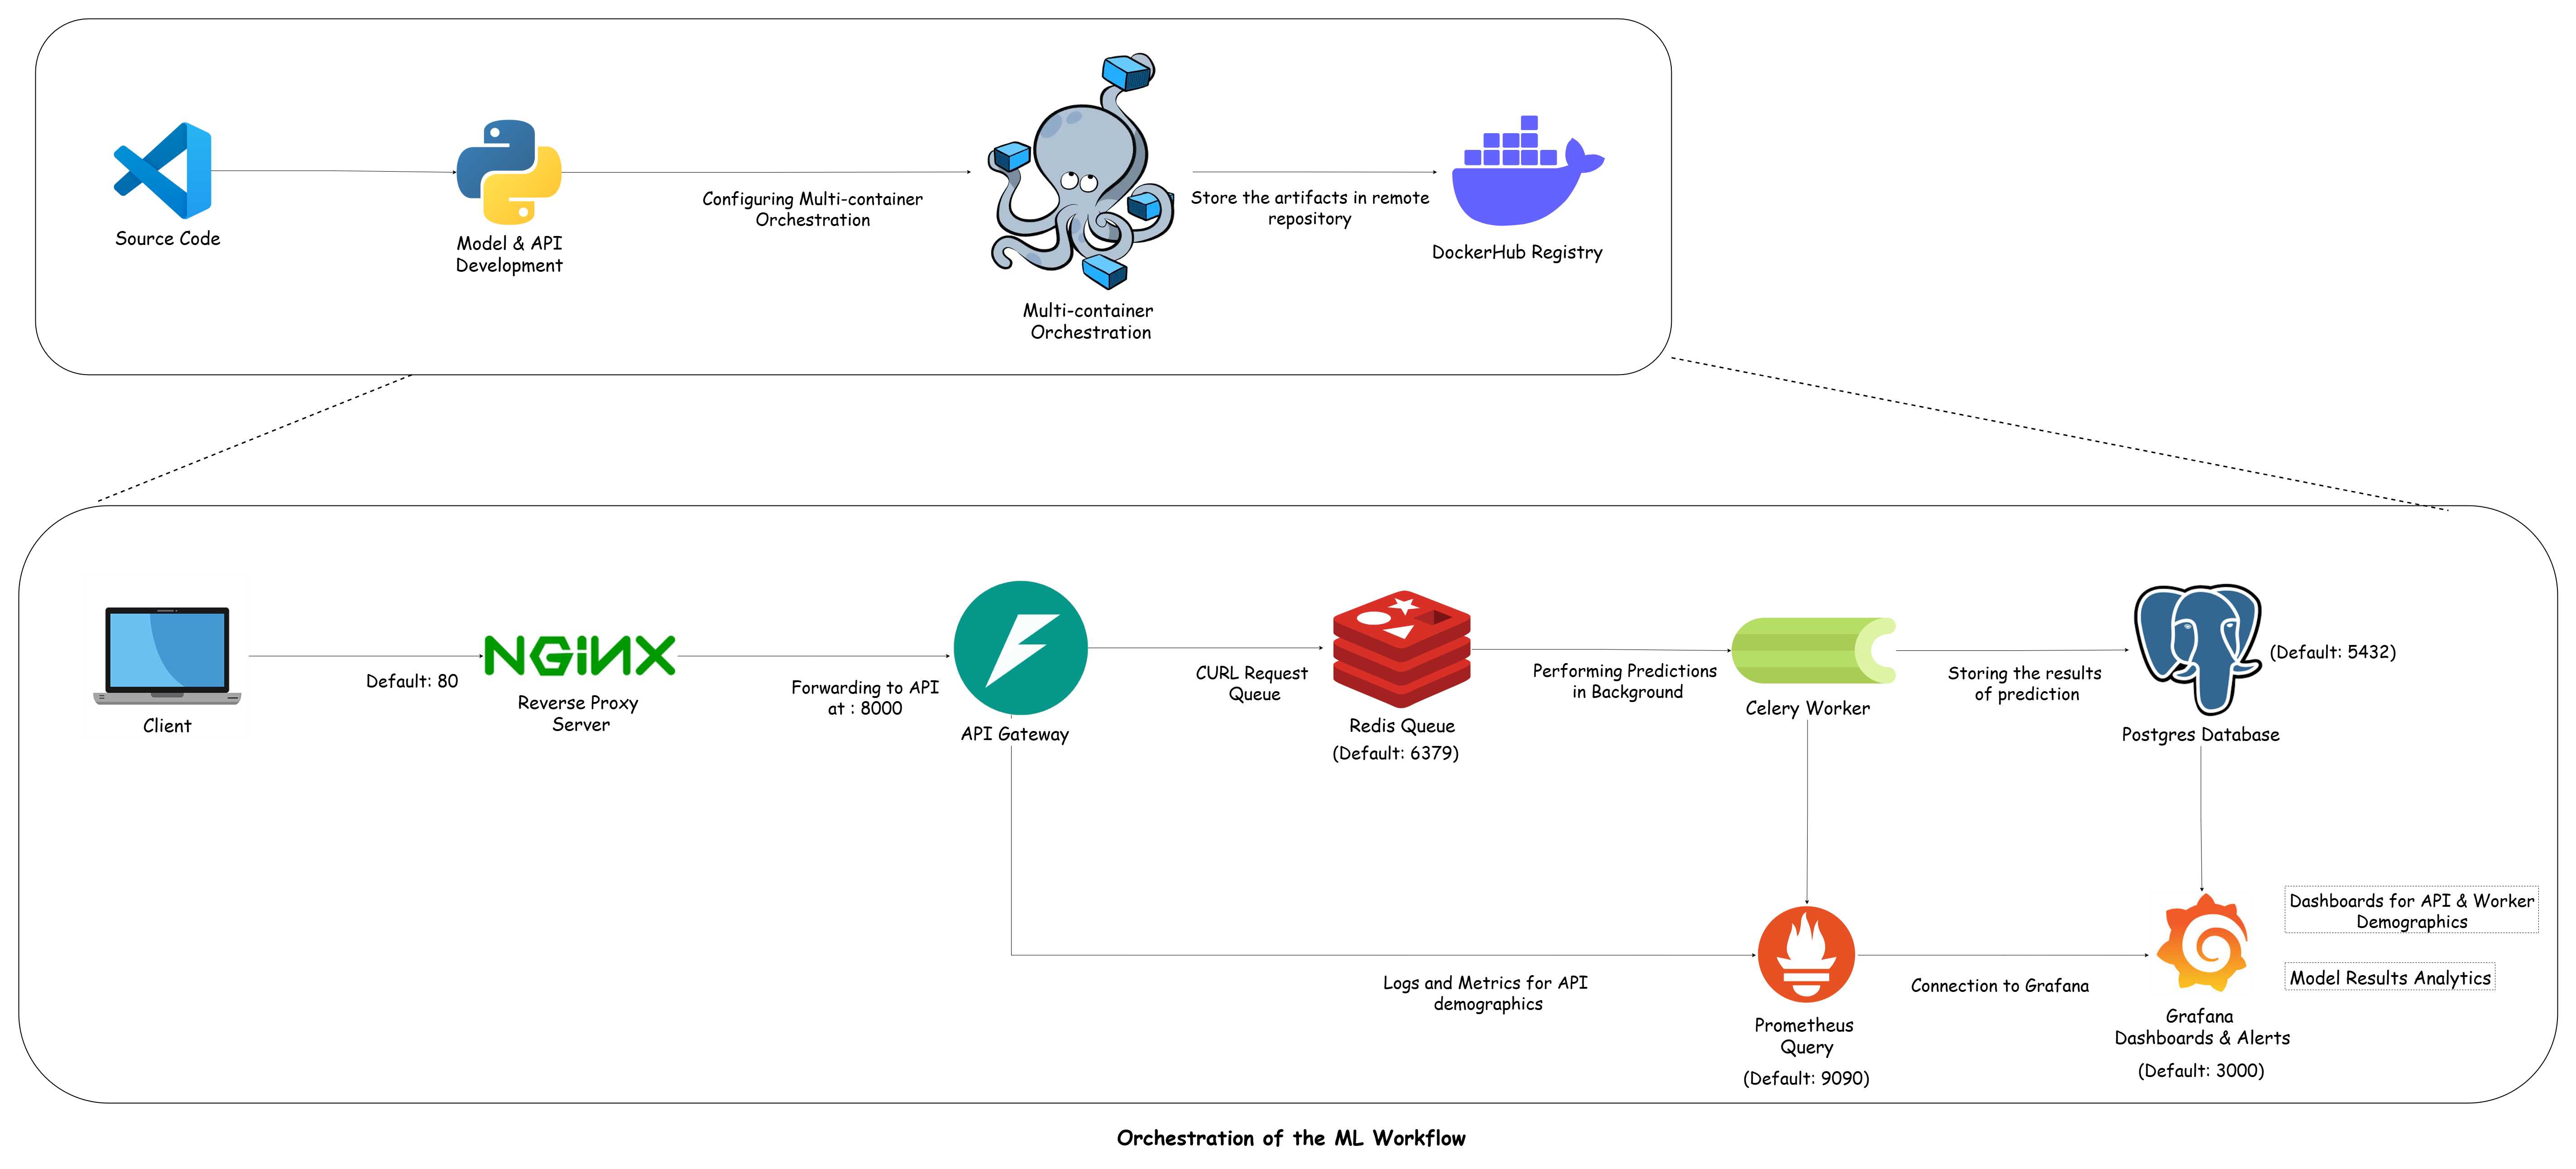 Source Code
Model & API
Development
Configuring Multi-container
Orchestration
Multi-container
Orchestration
Store the artifacts in remote
repository
DockerHub Registry
Client
Default: 80
NGINX
Reverse Proxy
Server
Forwarding to API
at : 8000
API Gateway
CURL Request
Queue
Redis Queue
(Default: 6379)
Performing Predictions
in Background
Celery Worker
Storing the results
of prediction
Postgres Database
(Default: 5432)
Logs and Metrics for API
demographics
Prometheus
Query
(Default: 9090)
Connection to Grafana
Grafana
Dashboards & Alerts
(Default: 3000)
Dashboards for API & Worker
Demographics
Model Results Analytics
Orchestration of the ML Workflow